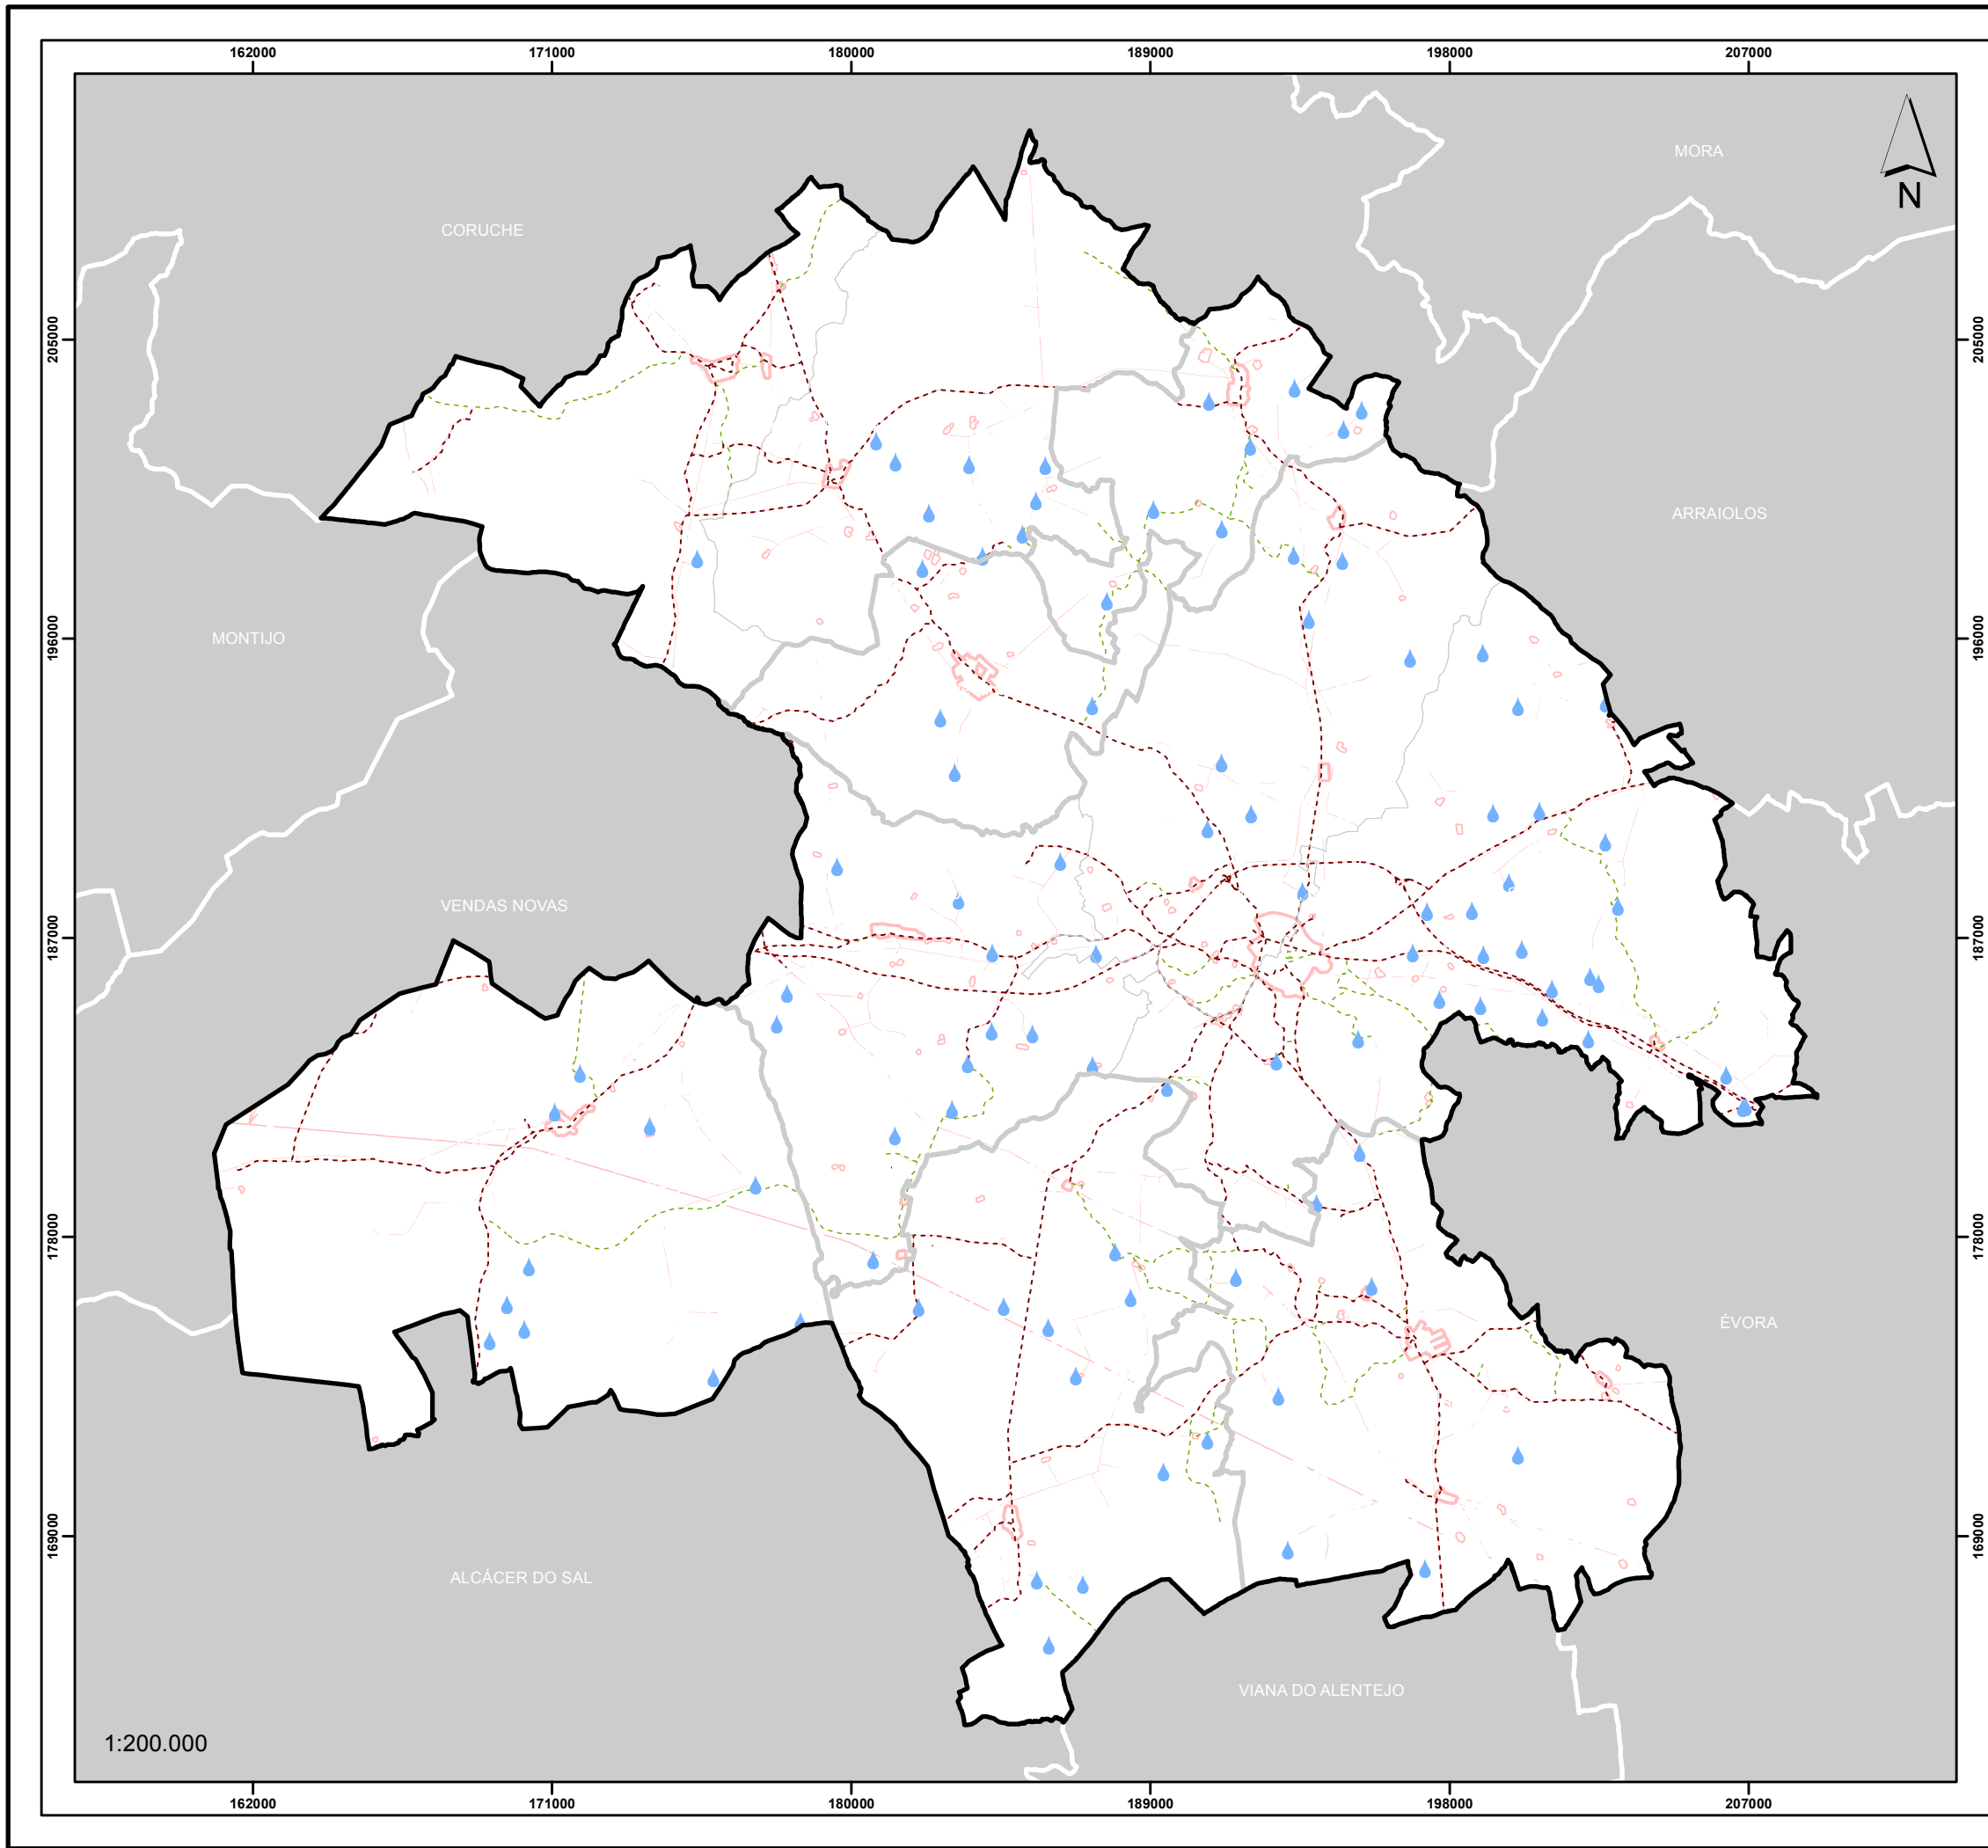 162000 171000 180000 189000 198000 207000
MORA
N
CORUCHE
205000 205000
ARRAIOLOS
196000 196000
MONTIJO
VENDAS NOVAS
187000 187000
178000 178000
ÉVORA
169000 169000
ALCÁCER DO SAL
VIANA DO ALENTEJO
1:200.000
162000 171000 180000 189000 198000 207000